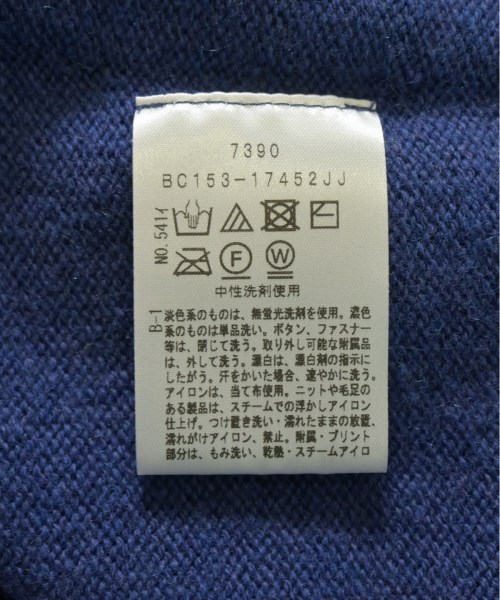 7390
BC153-17452JJ
NO.541イ
F W
中性洗剤使用
B-1
淡色系のものは、無蛍光洗剤を使用。濃色
系のものは単品洗い。ボタン、ファスナー
等は、閉じて洗う。取り外し可能な附属品
は、外して洗う。漂白は、漂白剤の指示に
したがう。汗をかいた場合、速やかに洗う。
アイロンは、当て布使用。ニットや毛足の
ある製品は、スチームでの浮かしアイロン
仕上げ。つけ置き洗い・濡れたままの放置、
濡れがけアイロン、禁止。附属・プリント
部分は、もみ洗い、乾熱・スチームアイロ